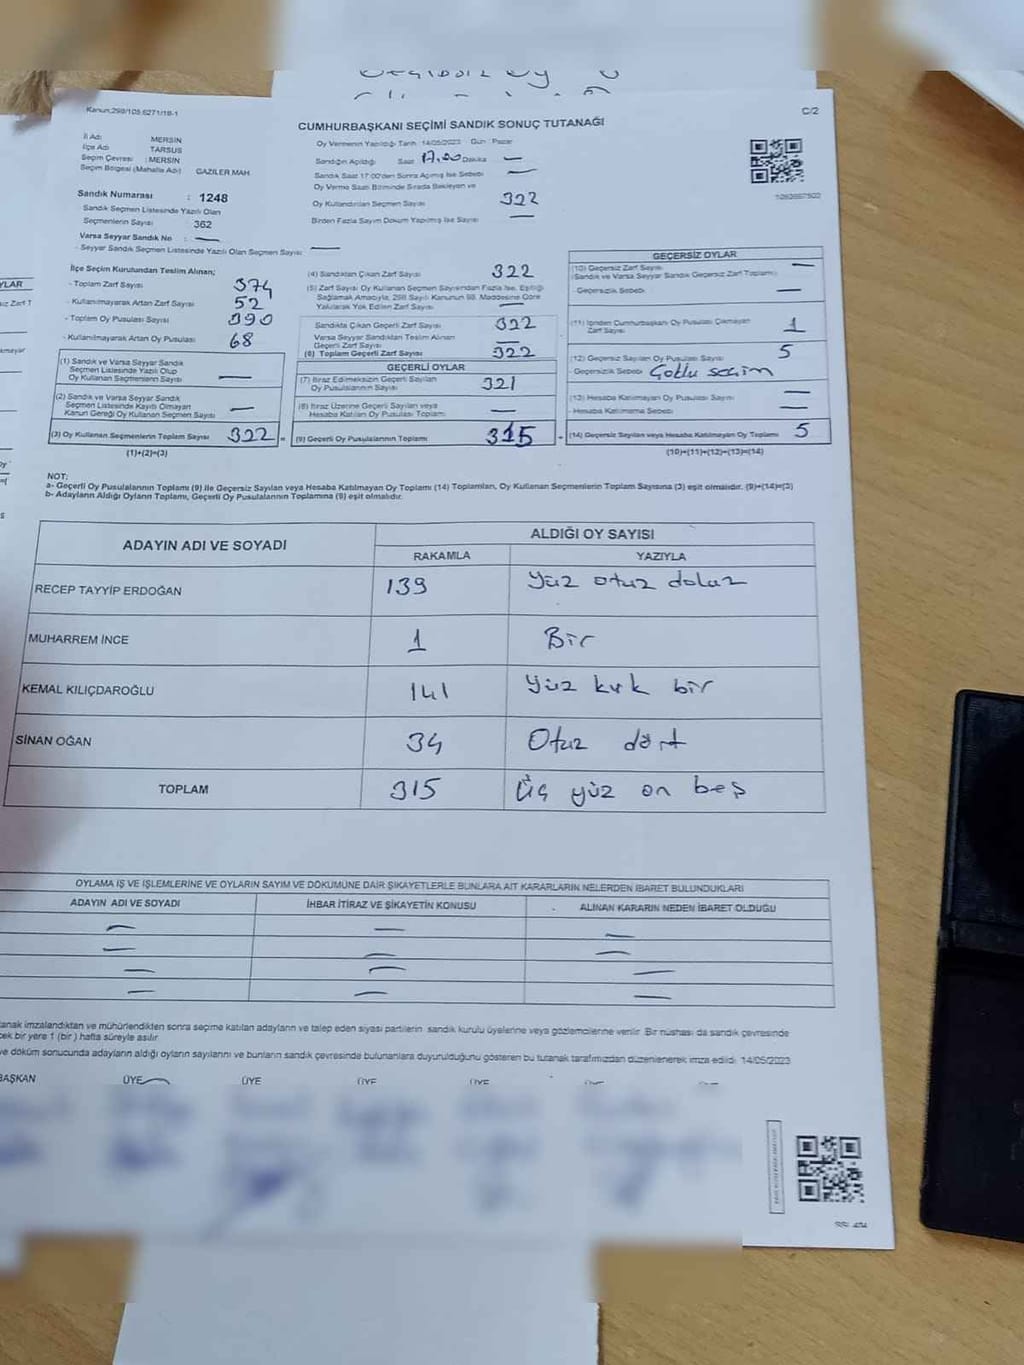 Kanun:298/105,6271/18-1
C/2
CUMHURBAŞKANI SEÇİMİ SANDIK SONUÇ TUTANAĞI
İl Adı MERSİN
İlçe Adı TARSUS
Seçim Çevresi : MERSİN
Seçim Bölgesi (Mahalle Adı) GAZİLER MAH.
Sandık Numarası : 1248
Sandık Seçmen Listesinde Yazılı Olan
Seçmenlerin Sayısı : 362
Varsa Seyyar Sandık No : —
- Seyyar Sandık Seçmen Listesinde Yazılı Olan Seçmen Sayısı —
Oy Vermenin Yapıldığı Tarih 14/05/2023 Gün Pazar
Sandığın Açıldığı Saat 17.00 Dakika —
Sandık Saat 17:00'den Sonra Açılmış İse Sebebi —
Oy Verme Saati Bitiminde Sırada Bekleyen ve
Oy Kullandırılan Seçmen Sayısı 322
Birden Fazla Sayım Döküm Yapılmış İse Sayısı —
İlçe Seçim Kurulundan Teslim Alınan;
- Toplam Zarf Sayısı 374
- Kullanılmayarak Artan Zarf Sayısı 52
- Toplam Oy Pusulası Sayısı 390
- Kullanılmayarak Artan Oy Pusulası 68
(1) Sandık ve Varsa Seyyar Sandık
Seçmen Listesinde Yazılı Olup
Oy Kullanan Seçmenlerin Sayısı —
(2) Sandık ve Varsa Seyyar Sandık
Seçmen Listesinde Kayıtlı Olmayan
Kanun Gereği Oy Kullanan Seçmen Sayısı —
(3) Oy Kullanan Seçmenlerin Toplam Sayısı 322 =
(1)+(2)=(3)
(4) Sandıktan Çıkan Zarf Sayısı 322
(5) Zarf Sayısı Oy Kullanan Seçmen Sayısından Fazla İse, Eşitliği
Sağlamak Amacıyla, 298 Sayılı Kanunun 98. Maddesine Göre
Yakılarak Yok Edilen Zarf Sayısı —
Sandıkta Çıkan Geçerli Zarf Sayısı 322
Varsa Seyyar Sandıktan Teslim Alınan
Geçerli Zarf Sayısı —
(6) Toplam Geçerli Zarf Sayısı 322
GEÇERLİ OYLAR
(7) İtiraz Edilmeksizin Geçerli Sayılan
Oy Pusulalarının Sayısı 321
(8) İtiraz Üzerine Geçerli Sayılan veya
Hesaba Katılan Oy Pusulası Toplamı —
(9) Geçerli Oy Pusulalarının Toplamı 315 +
GEÇERSİZ OYLAR
(10) Geçersiz Zarf Sayısı —
(Sandık ve Varsa Seyyar Sandık Geçersiz Zarf Toplamı)
- Geçersizlik Sebebi —
(11) İçinden Cumhurbaşkanı Oy Pusulası Çıkmayan
Zarf Sayısı 1
(12) Geçersiz Sayılan Oy Pusulası Sayısı 5
- Geçersizlik Sebebi Çoklu seçim
(13) Hesaba Katılmayan Oy Pusulası Sayısı —
- Hesaba Katılmama Sebebi —
(14) Geçersiz Sayılan veya Hesaba Katılmayan Oy Toplamı 5
(10)+(11)+(12)+(13)=(14)
NOT:
a- Geçerli Oy Pusulalarının Toplamı (9) ile Geçersiz Sayılan veya Hesaba Katılmayan Oy Toplamı (14) Toplamları, Oy Kullanan Seçmenlerin Toplam Sayısına (3) eşit olmalıdır. (9)+(14)=(3)
b- Adayların Aldığı Oyların Toplamı, Geçerli Oy Pusulalarının Toplamına (9) eşit olmalıdır.
ADAYIN ADI VE SOYADI ALDIĞI OY SAYISI
RAKAMLA YAZIYLA
RECEP TAYYİP ERDOĞAN 139 Yüz otuz dokuz
MUHARREM İNCE 1 Bir
KEMAL KILIÇDAROĞLU 141 Yüz kırk bir
SİNAN OĞAN 34 Otuz dört
TOPLAM 315 Üç yüz on beş
OYLAMA İŞ VE İŞLEMLERİNE VE OYLARIN SAYIM VE DÖKÜMÜNE DAİR ŞİKAYETLERLE BUNLARA AİT KARARLARIN NELERDEN İBARET BULUNDUKLARI
ADAYIN ADI VE SOYADI İHBAR İTİRAZ VE ŞİKAYETİN KONUSU ALINAN KARARIN NEDEN İBARET OLDUĞU
— — —
— — —
— — —
— — —
imzalandıktan ve mühürlendikten sonra seçime katılan adayların ve talep eden siyasi partilerin sandık kurulu üyelerine veya gözlemcilerine verilir. Bir nüshası da sandık çevresinde
bir yere 1 (bir) hafta süreyle asılır.
ve döküm sonucunda adayların aldığı oyların sayılarını ve bunların sandık çevresinde bulunanlara duyurulduğunu gösteren bu tutanak tarafımızdan düzenlenerek imza edildi. 14/05/2023
BAŞKAN ÜYE ÜYE ÜYE ÜYE